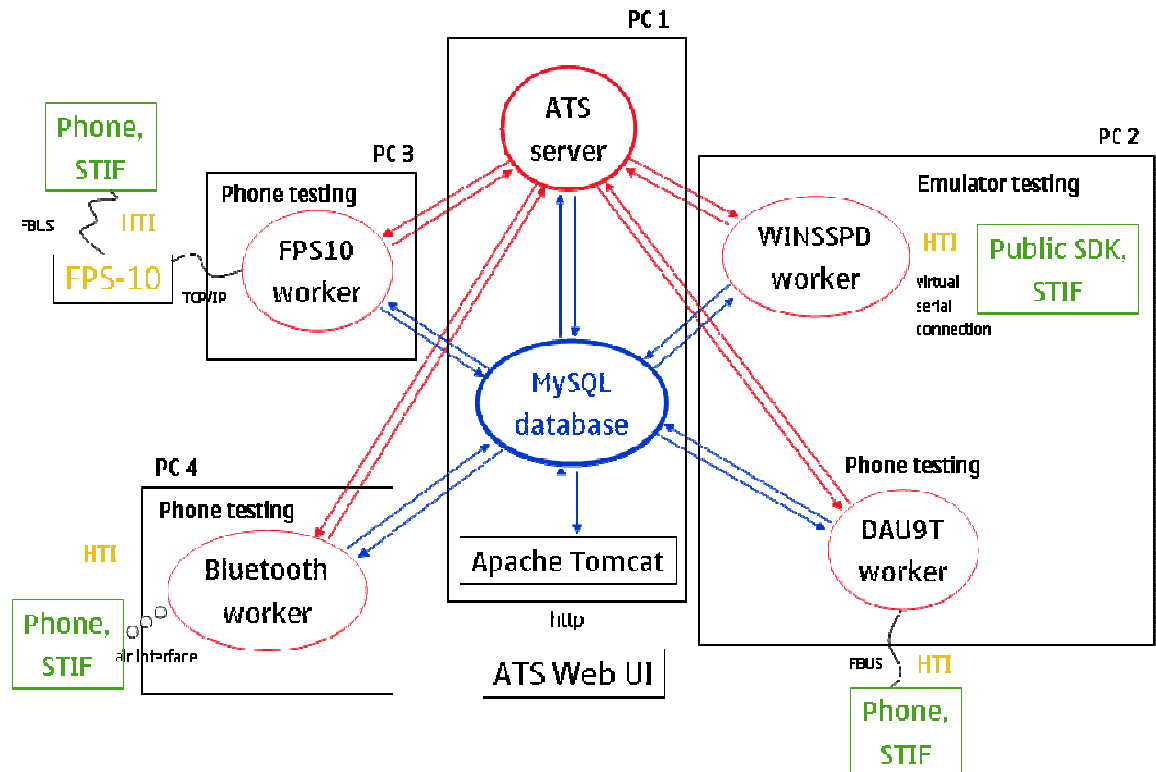 PC 1
ATS
server
PC 2
Emulator testing
WINSSPD
worker
HTI
virtual
serial
connection
Public SDK,
STIF
PC 3
Phone testing
FPS10
worker
Phone,
STIF
FBLS
HTI
FPS-10
TCP/IP
MySQL
database
Apache Tomcat
http
ATS Web UI
PC 4
Phone testing
Bluetooth
worker
HTI
Phone,
STIF
air interface
Phone testing
DAU9T
worker
FBUS
HTI
Phone,
STIF